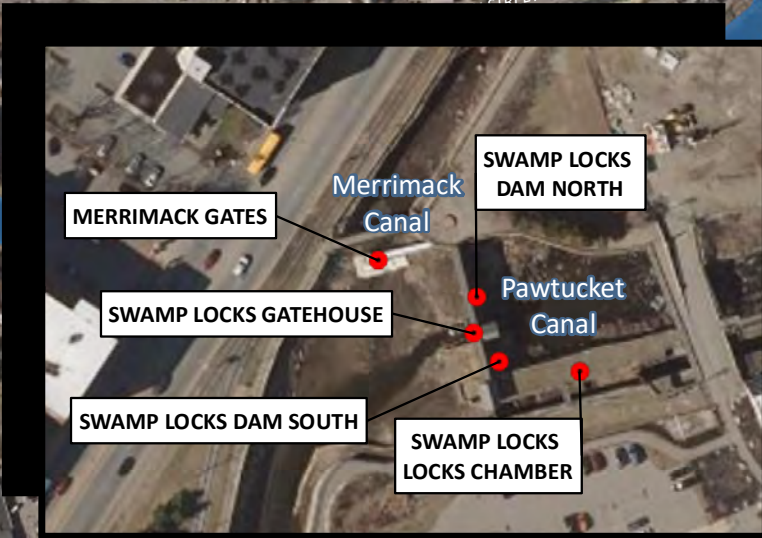 SWAMP LOCKS
DAM NORTH
Merrimack
Canal
MERRIMACK GATES
Pawtucket
Canal
SWAMP LOCKS GATEHOUSE
SWAMP LOCKS DAM SOUTH
SWAMP LOCKS
LOCKS CHAMBER